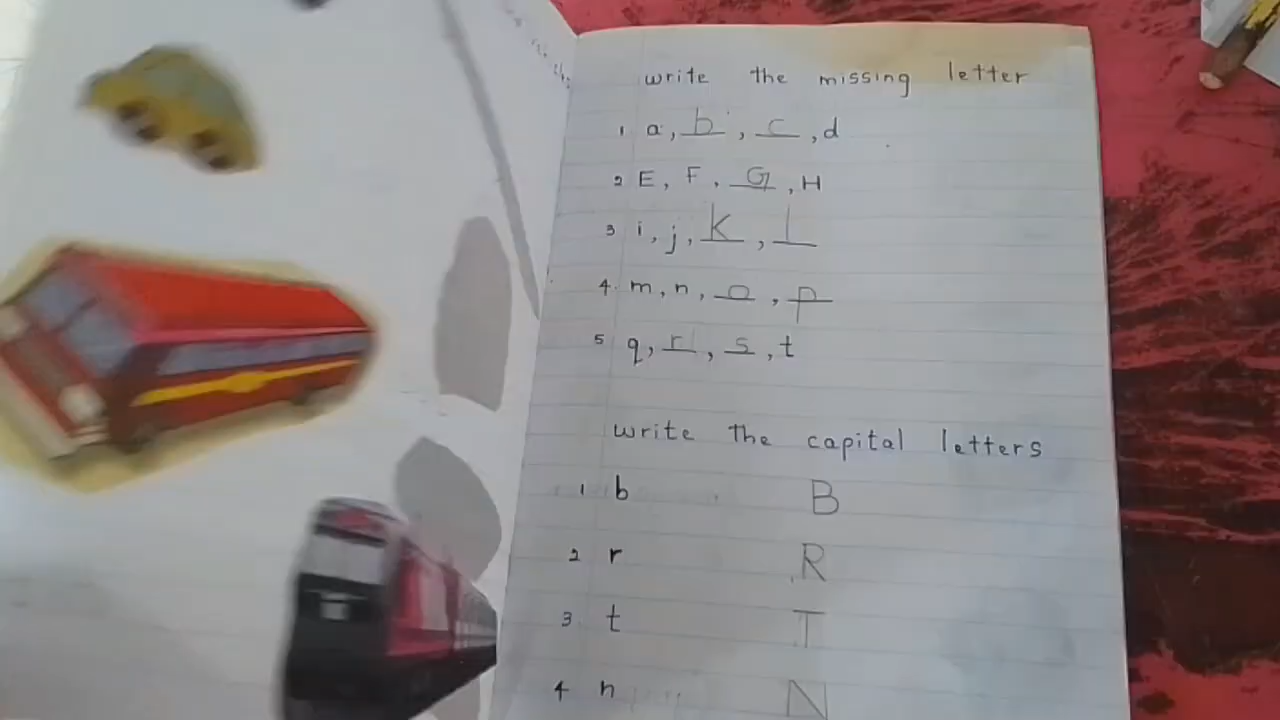 write the missing letter
1 a, b, c, d
2 E, F, G, H
3 i, j, K, l
4. m, n, o, p
5 q, r, s, t
write the capital letters
1 b B
2 r R
3 t T
4 n N